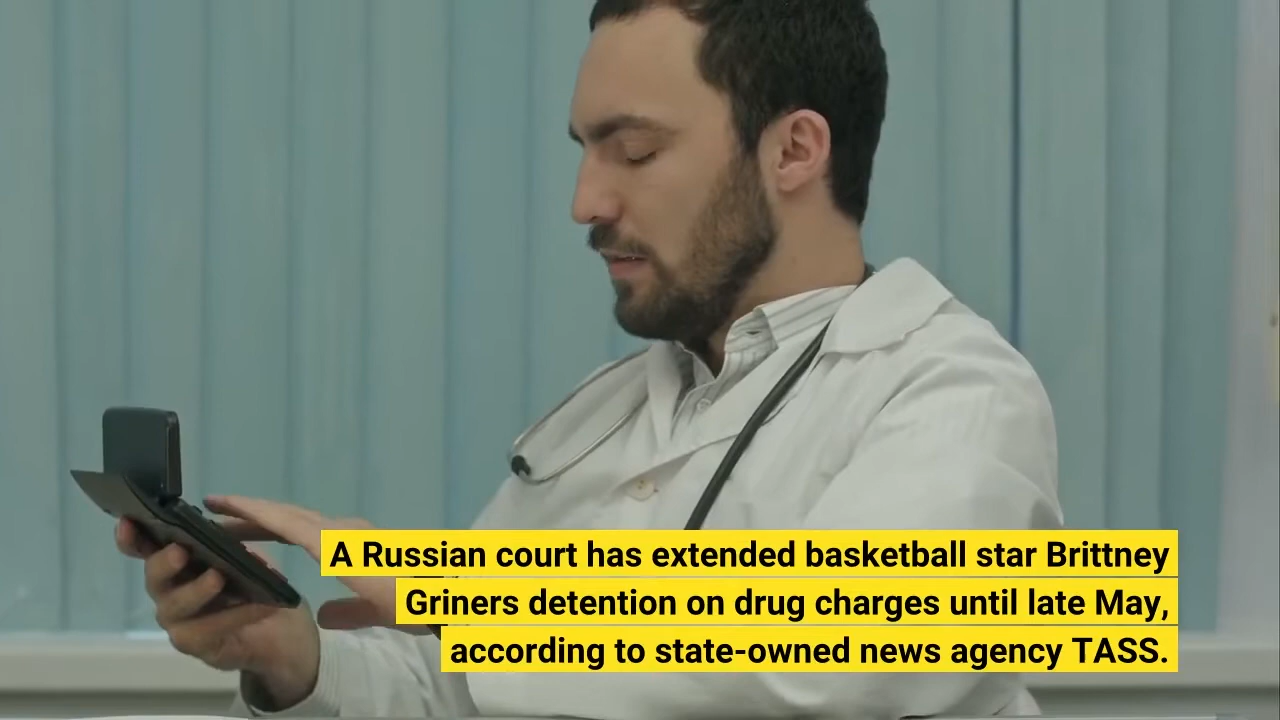 A Russian court has extended basketball star Brittney
Griners detention on drug charges until late May,
according to state-owned news agency TASS.